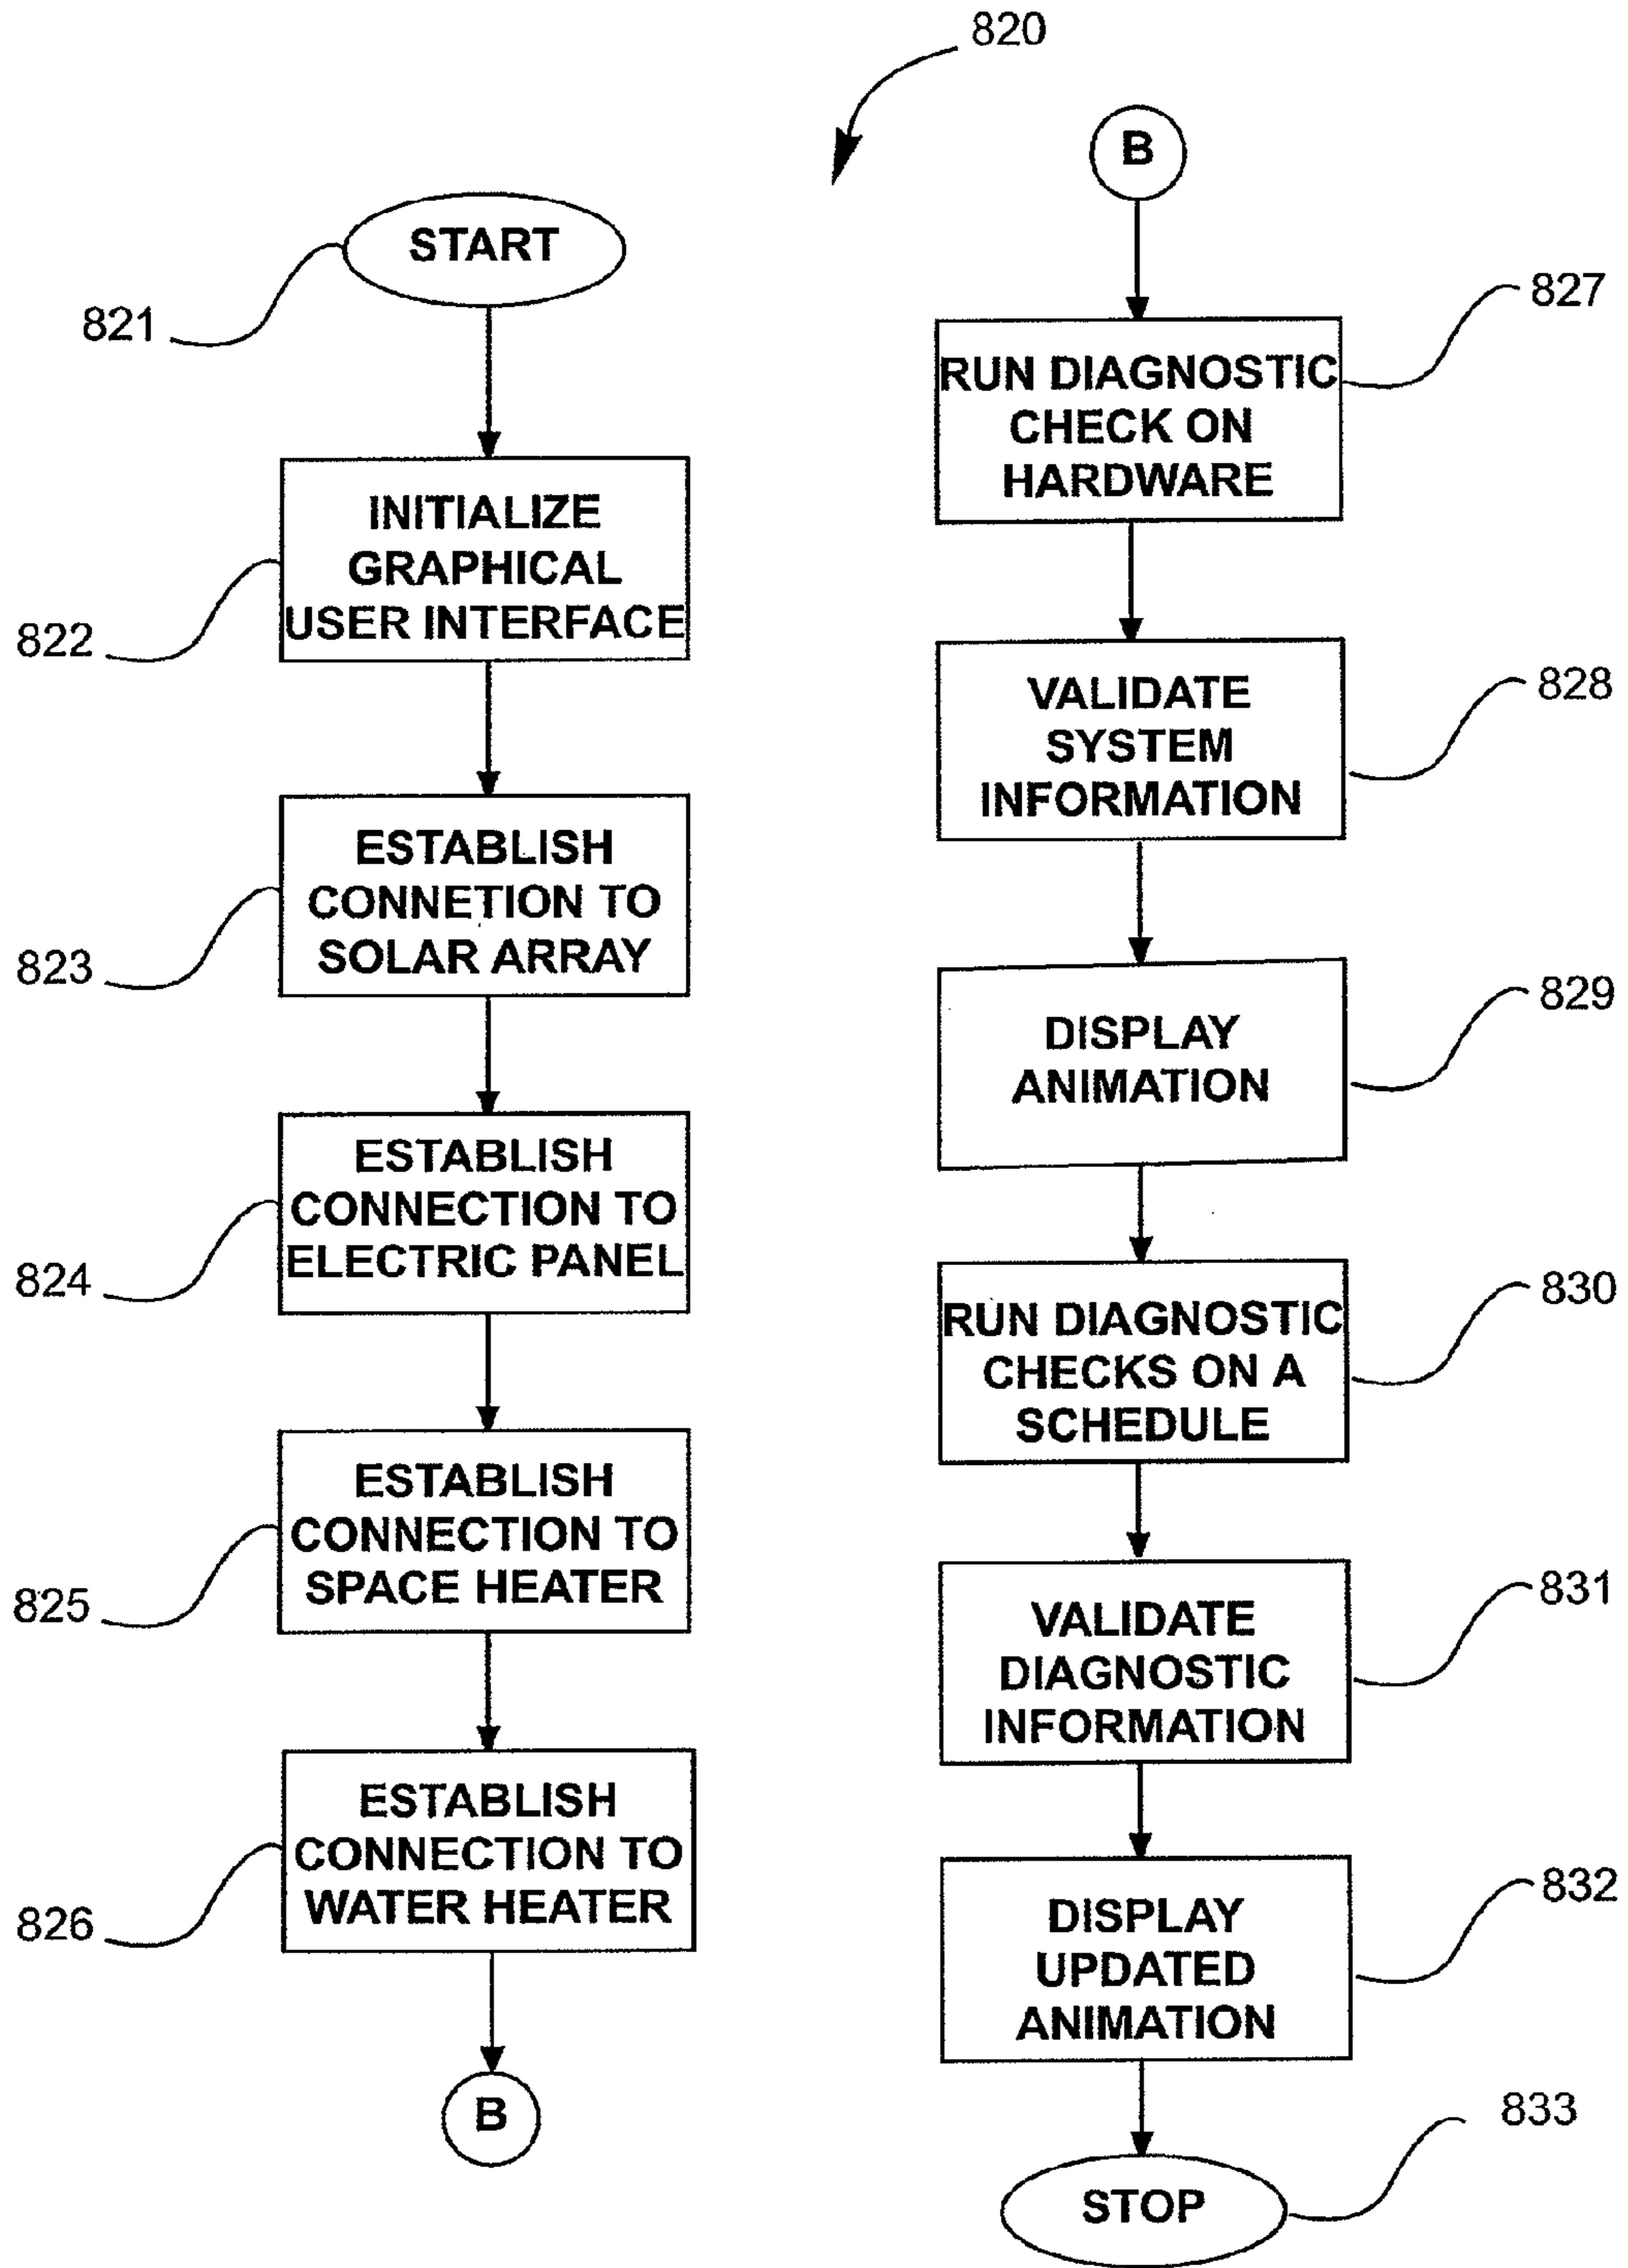 820
START
821
INITIALIZE
GRAPHICAL
USER INTERFACE
822
ESTABLISH
CONNETION TO
SOLAR ARRAY
823
ESTABLISH
CONNECTION TO
ELECTRIC PANEL
824
ESTABLISH
CONNECTION TO
SPACE HEATER
825
ESTABLISH
CONNECTION TO
WATER HEATER
826
B
B
RUN DIAGNOSTIC
CHECK ON
HARDWARE
827
VALIDATE
SYSTEM
INFORMATION
828
DISPLAY
ANIMATION
829
RUN DIAGNOSTIC
CHECKS ON A
SCHEDULE
830
VALIDATE
DIAGNOSTIC
INFORMATION
831
DISPLAY
UPDATED
ANIMATION
832
STOP
833